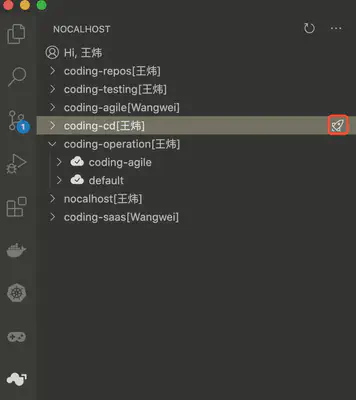 NOCALHOST
Hi, 王炜
coding-repos[王炜]
coding-testing[王炜]
coding-agile[Wangwei]
coding-cd[王炜]
1
coding-operation[王炜]
coding-agile
default
nocalhost[王炜]
coding-saas[Wangwei]